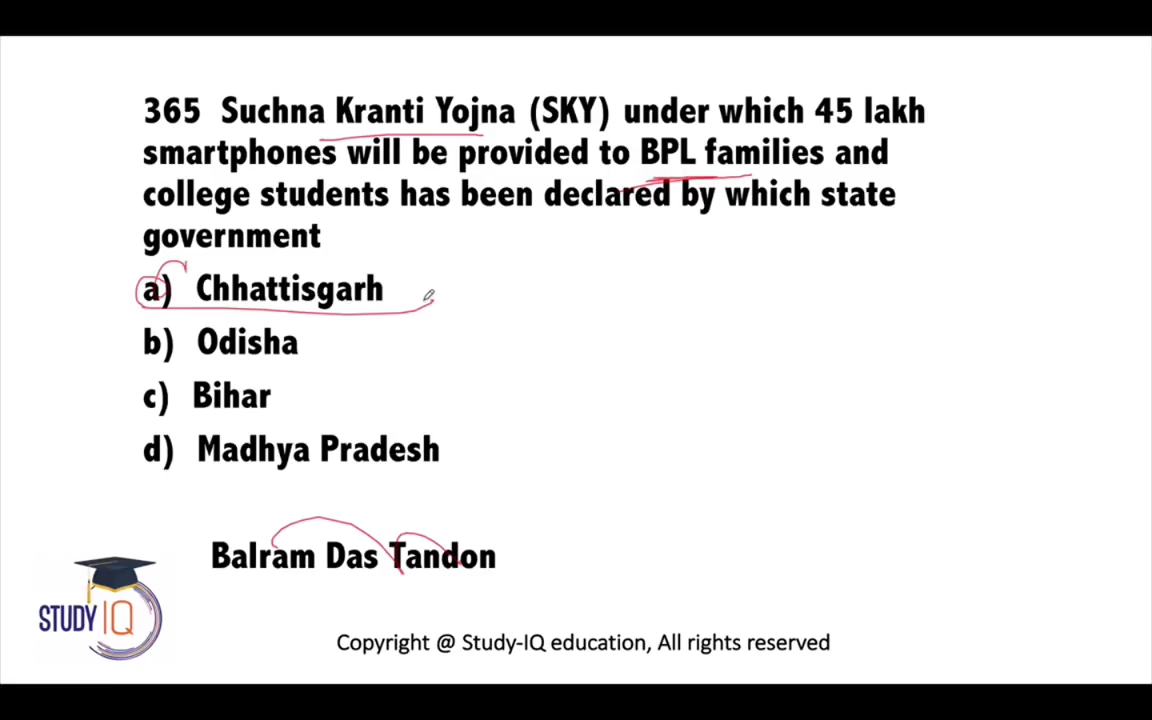 365 Suchna Kranti Yojna (SKY) under which 45 lakh
smartphones will be provided to BPL families and
college students has been declared by which state
government
a) Chhattisgarh
b) Odisha
c) Bihar
d) Madhya Pradesh
Balram Das Tandon
STUDY IQ
Copyright @ Study-IQ education, All rights reserved